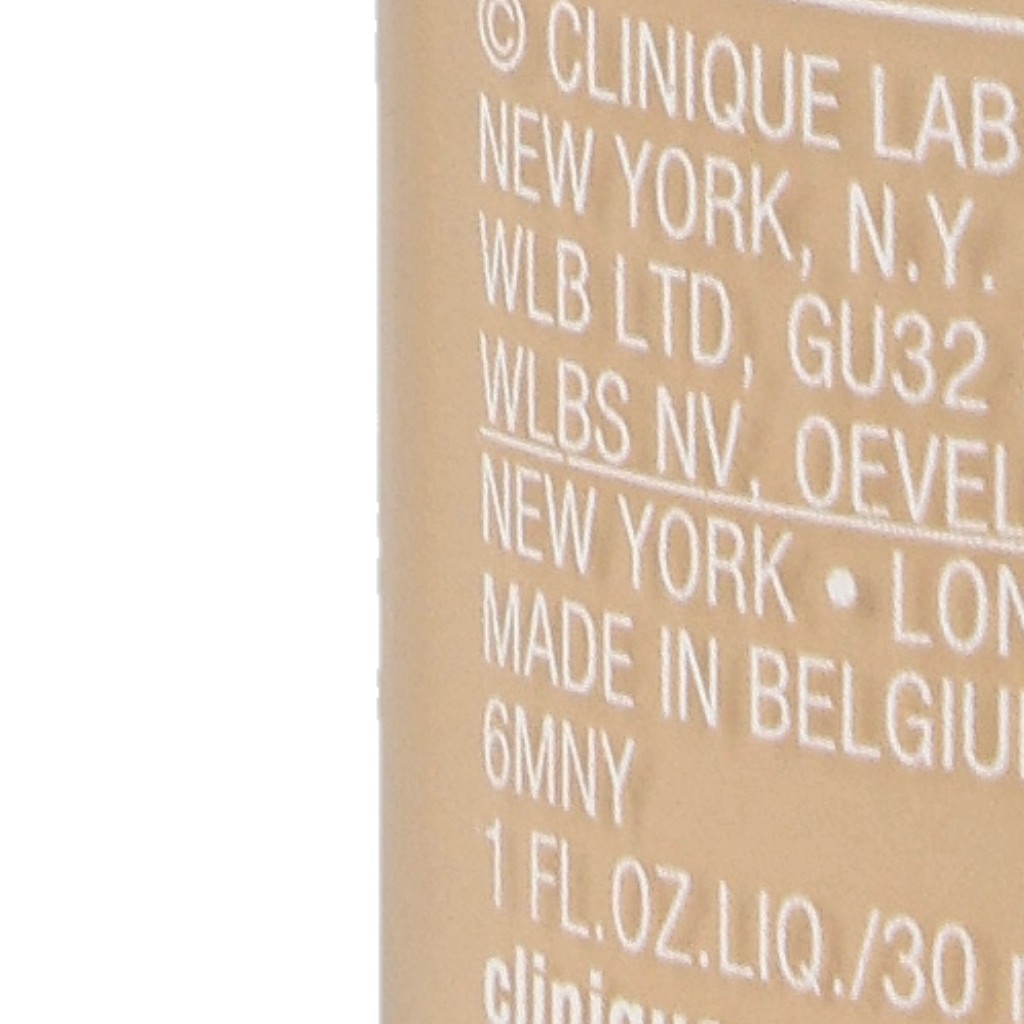 © CLINIQUE LAB
NEW YORK, N.Y.
WLB LTD, GU32
WLBS NV, OEVEL
NEW YORK • LON
MADE IN BELGIU
6MNY
1 FL.OZ.LIQ./30
clinique